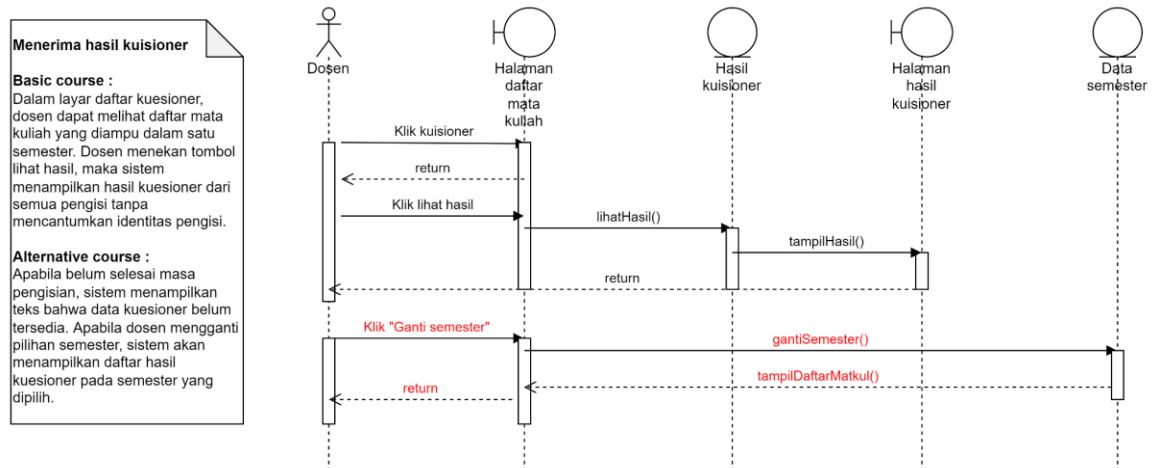 Menerima hasil kuisioner
Basic course :
Dalam layar daftar kuesioner,
dosen dapat melihat daftar mata
kuliah yang diampu dalam satu
semester. Dosen menekan tombol
lihat hasil, maka sistem
menampilkan hasil kuesioner dari
semua pengisi tanpa
mencantumkan identitas pengisi.
Alternative course :
Apabila belum selesai masa
pengisian, sistem menampilkan
teks bahwa data kuesioner belum
tersedia. Apabila dosen mengganti
pilihan semester, sistem akan
menampilkan daftar hasil
kuesioner pada semester yang
dipilih.
Dosen
Halaman
daftar
mata
kuliah
Hasil
kuisioner
Halaman
hasil
kuisioner
Data
semester
Klik kuisioner
return
Klik lihat hasil
lihatHasil()
tampilHasil()
return
Klik "Ganti semester"
gantiSemester()
tampilDaftarMatkul()
return